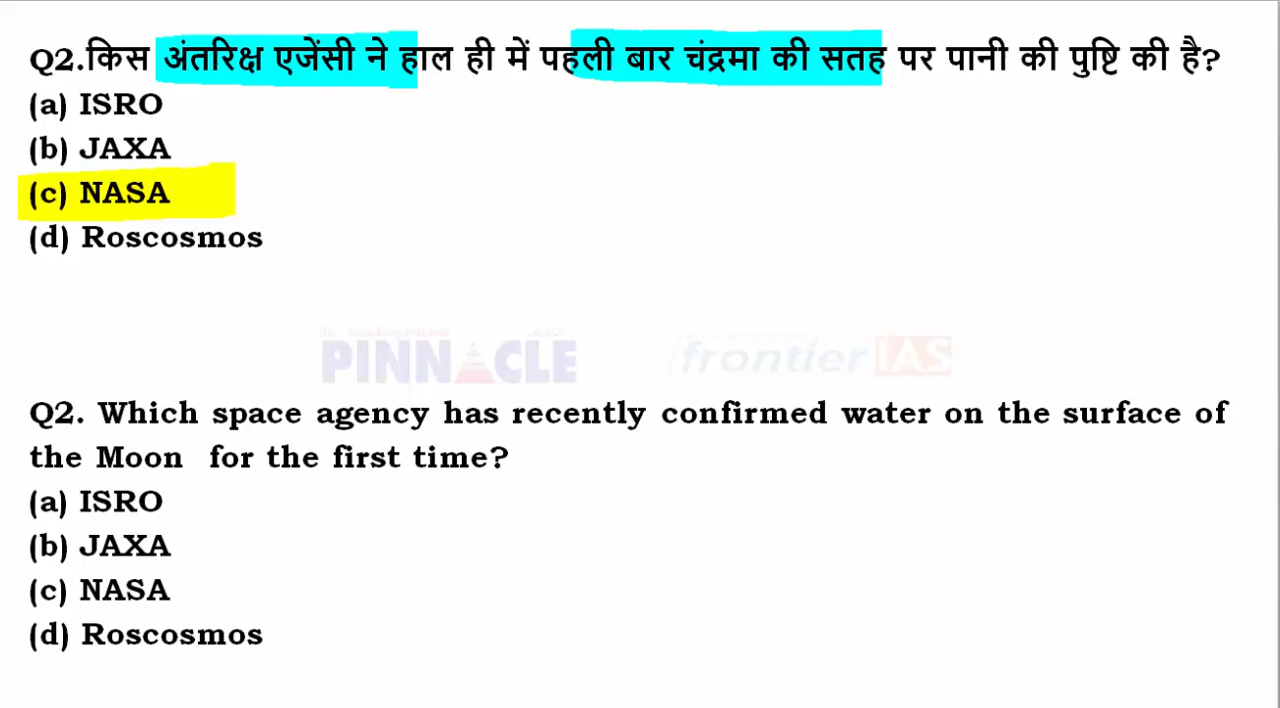 Q2.किस अंतरिक्ष एजेंसी ने हाल ही में पहली बार चंद्रमा की सतह पर पानी की पुष्टि की है?
(a) ISRO
(b) JAXA
(c) NASA
(d) Roscosmos
PINNACLE frontier IAS
Q2. Which space agency has recently confirmed water on the surface of
the Moon for the first time?
(a) ISRO
(b) JAXA
(c) NASA
(d) Roscosmos